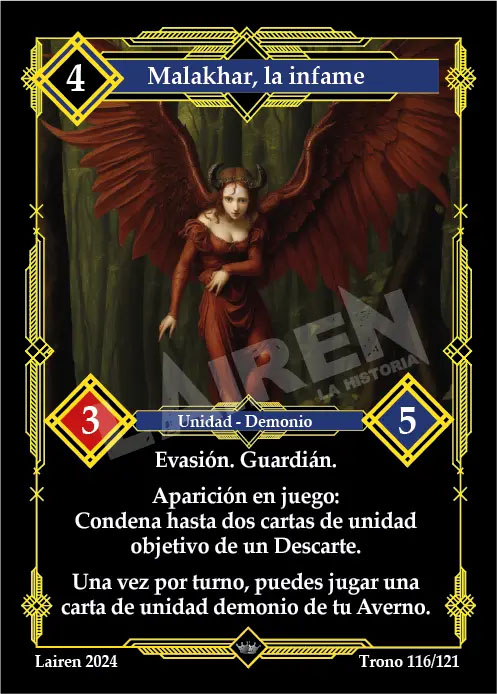 4
Malakhar, la infame
LAIREN
LA HISTORIA
3
Unidad - Demonio
5
Evasión. Guardián.
Aparición en juego:
Condena hasta dos cartas de unidad
objetivo de un Descarte.
Una vez por turno, puedes jugar una
carta de unidad demonio de tu Averno.
Lairen 2024
Trono 116/121